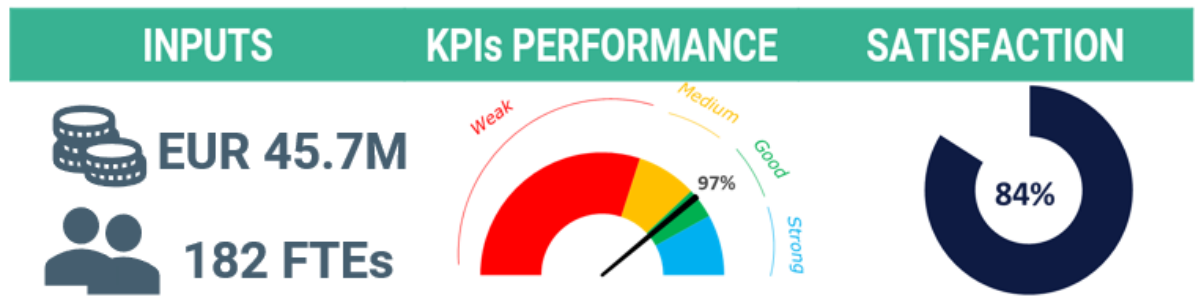 INPUTS
KPIs PERFORMANCE
SATISFACTION
EUR 45.7M
182 FTEs
Weak
Medium
Good
Strong
97%
84%